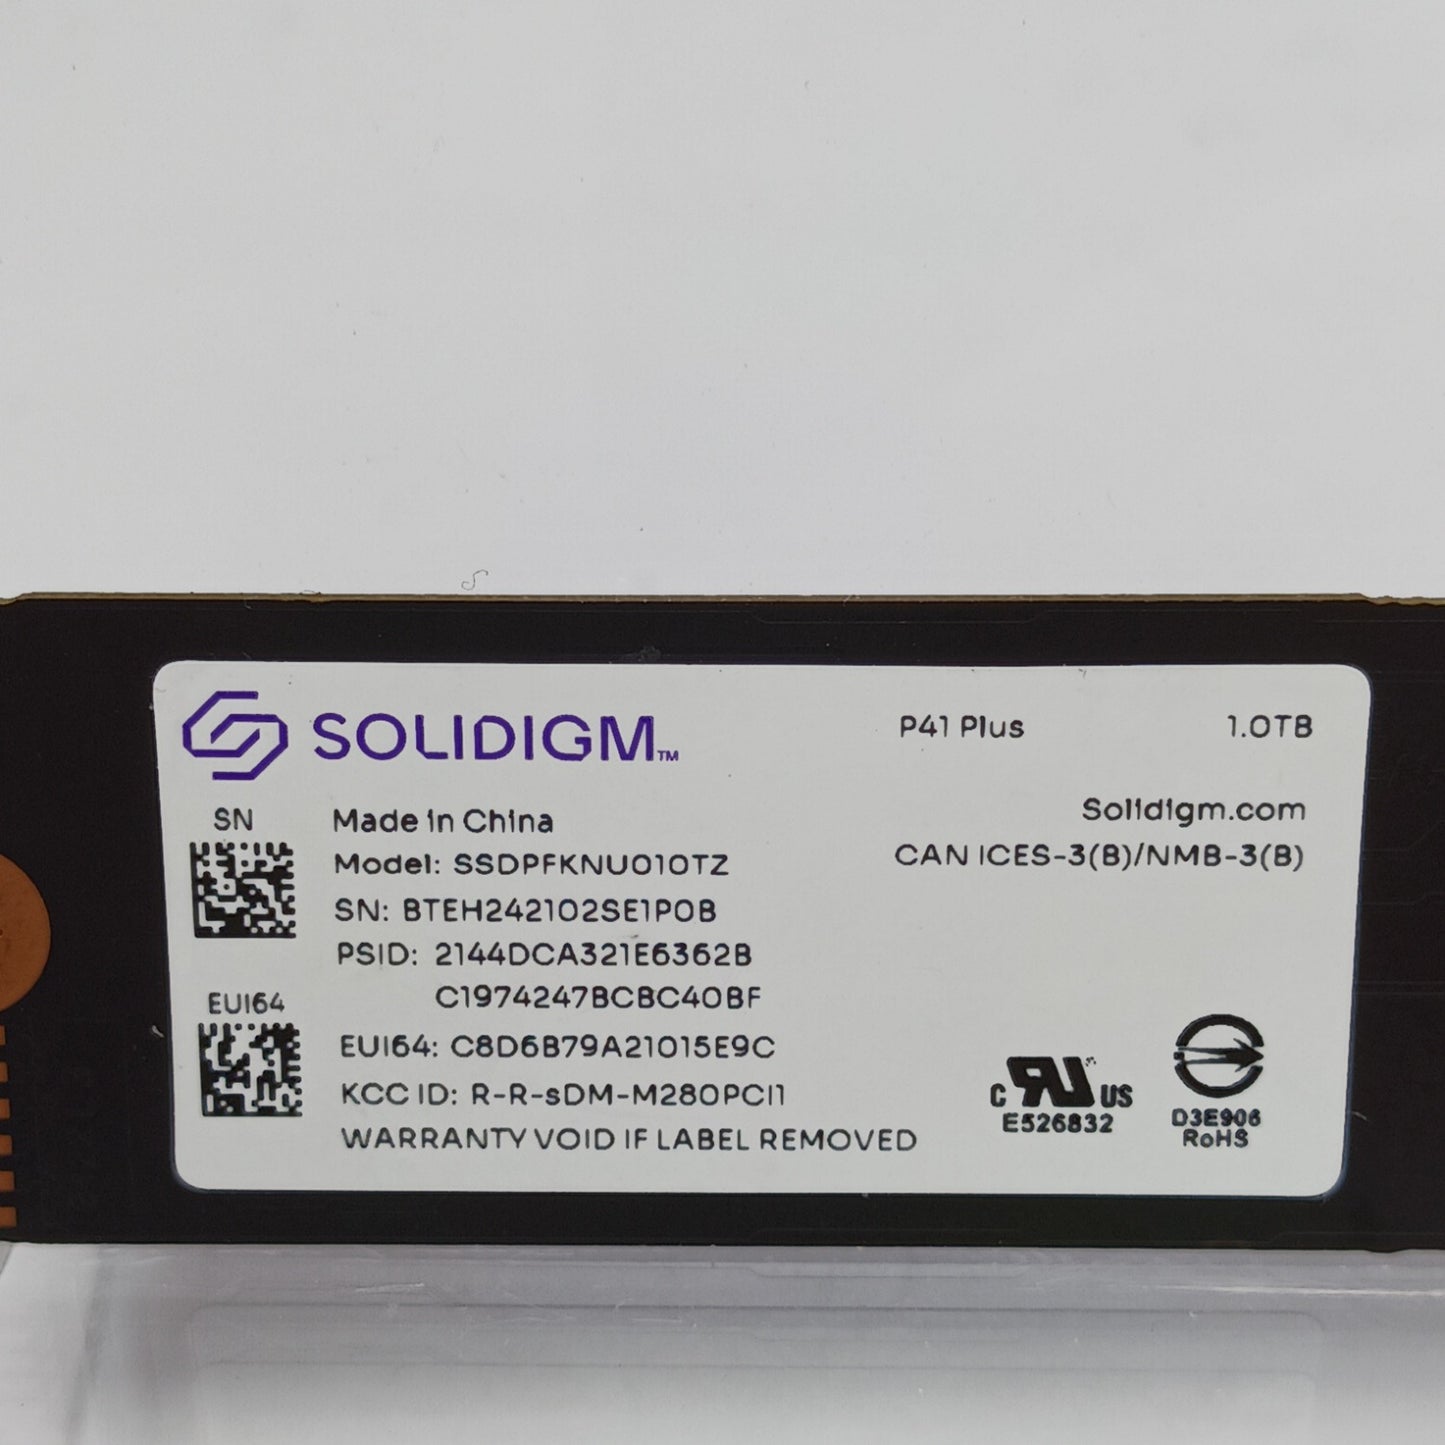 SOLIDIGM™
P41 Plus
1.0TB
SN
Made in China
Solidigm.com
Model: SSDPFKNU010TZ
CAN ICES-3(B)/NMB-3(B)
SN: BTEH242102SE1P0B
PSID: 2144DCA321E6362B
C1974247BCBC40BF
EUI64
EUI64: C8D6B79A21015E9C
KCC ID: R-R-sDM-M280PCI1
WARRANTY VOID IF LABEL REMOVED
c RU US
E526832
D3E906
RoHS